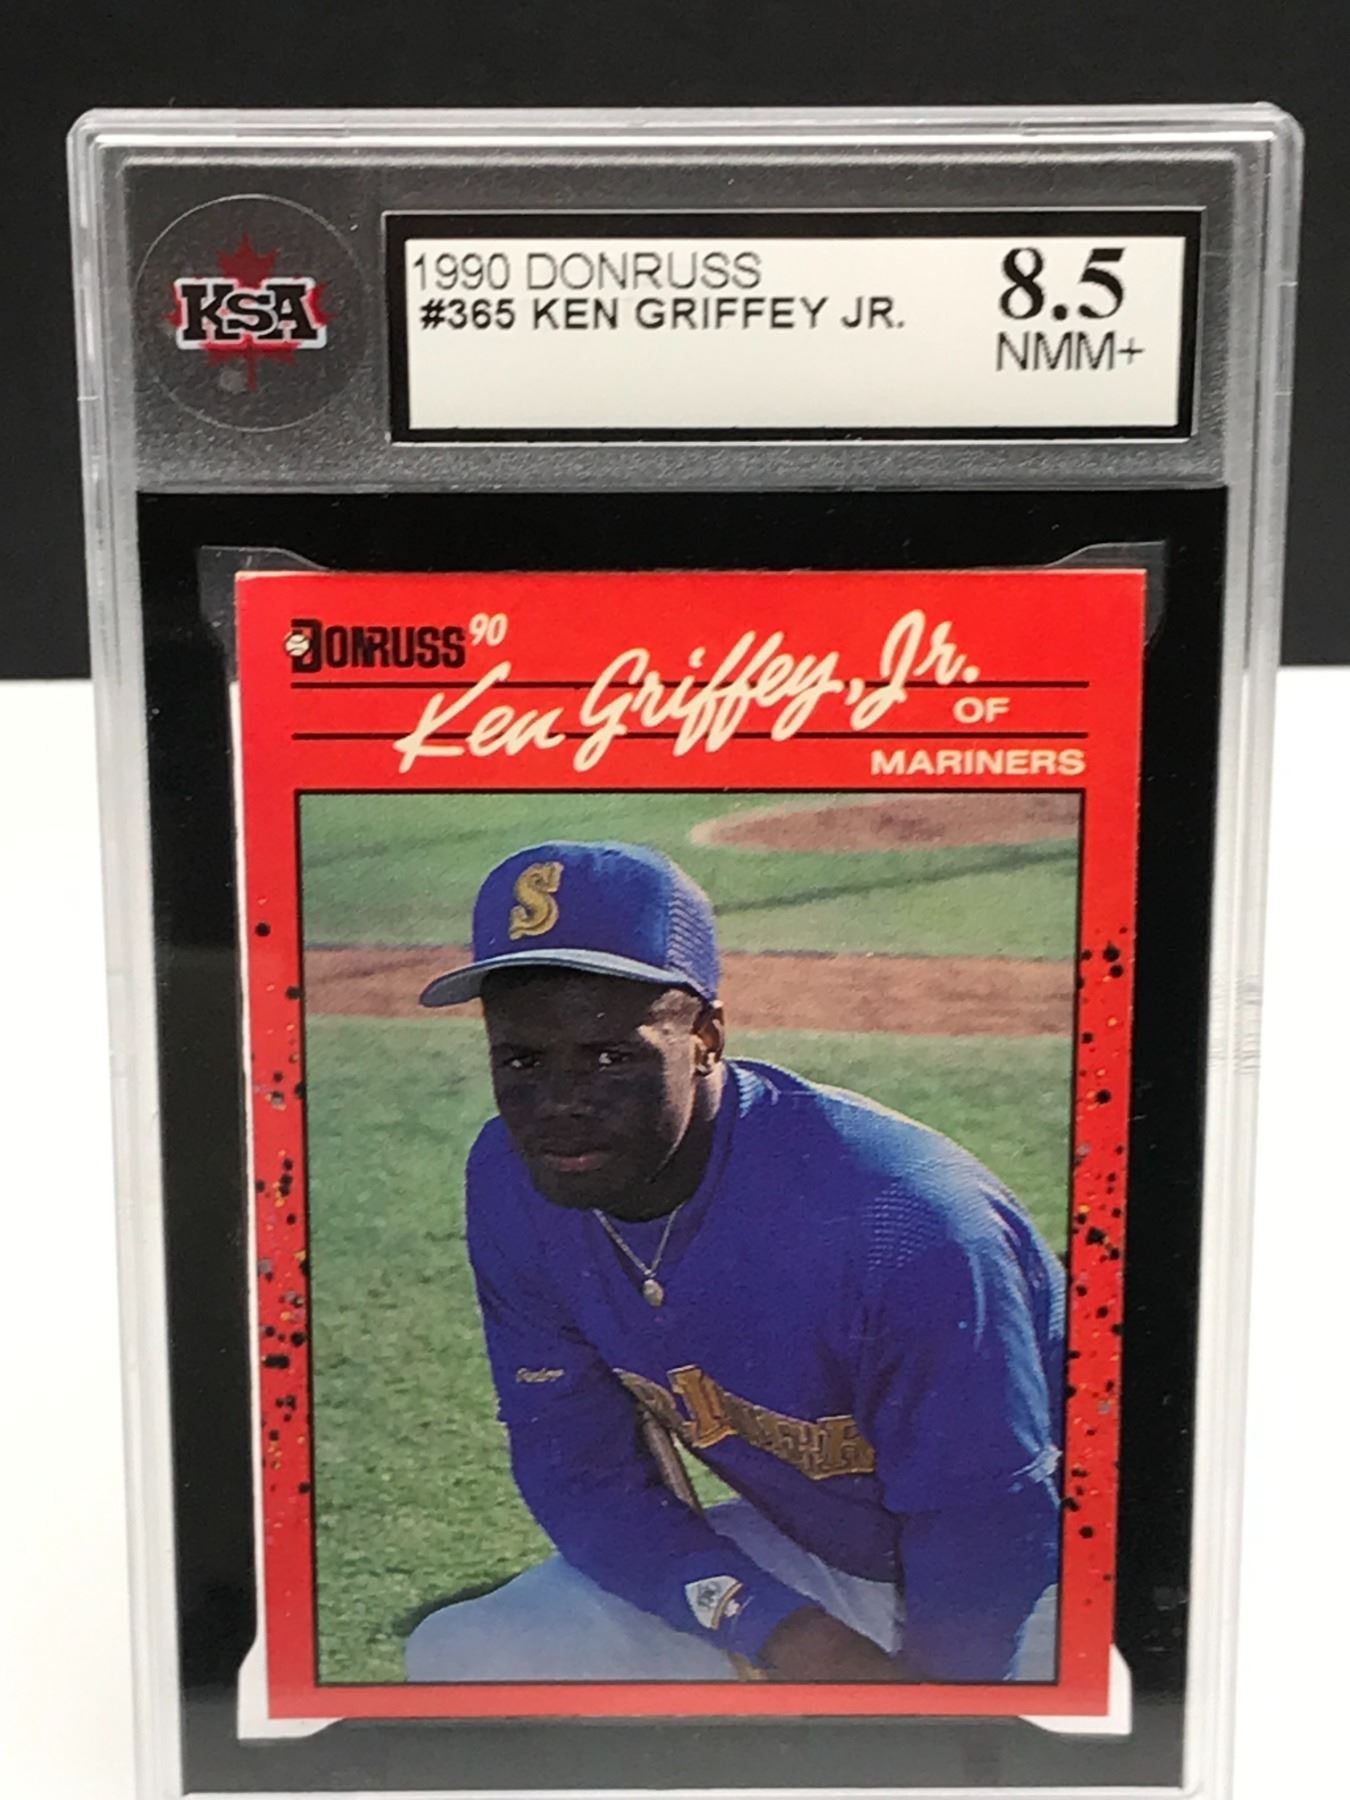 KSA
1990 DONRUSS
#365 KEN GRIFFEY JR.
8.5
NMM+
DONRUSS 90
Ken Griffey, Jr.
OF
MARINERS
S